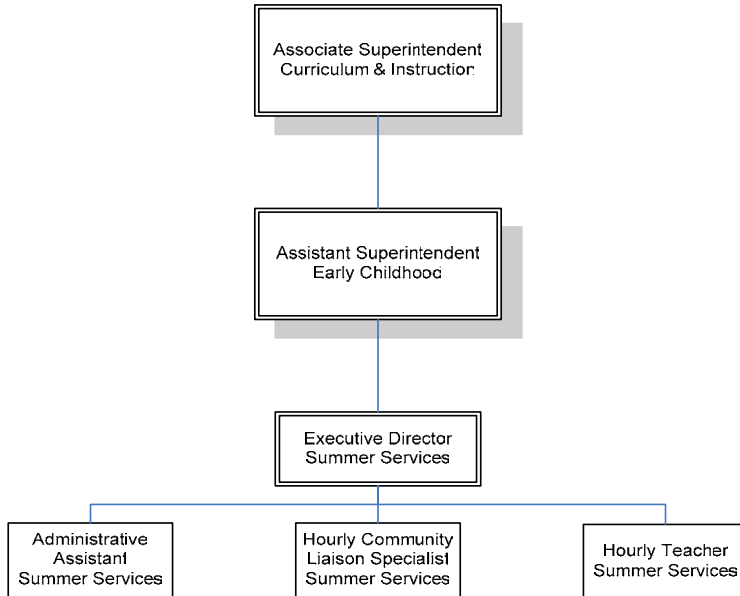 Associate Superintendent
Curriculum & Instruction
Assistant Superintendent
Early Childhood
Executive Director
Summer Services
Administrative
Assistant
Summer Services
Hourly Community
Liaison Specialist
Summer Services
Hourly Teacher
Summer Services